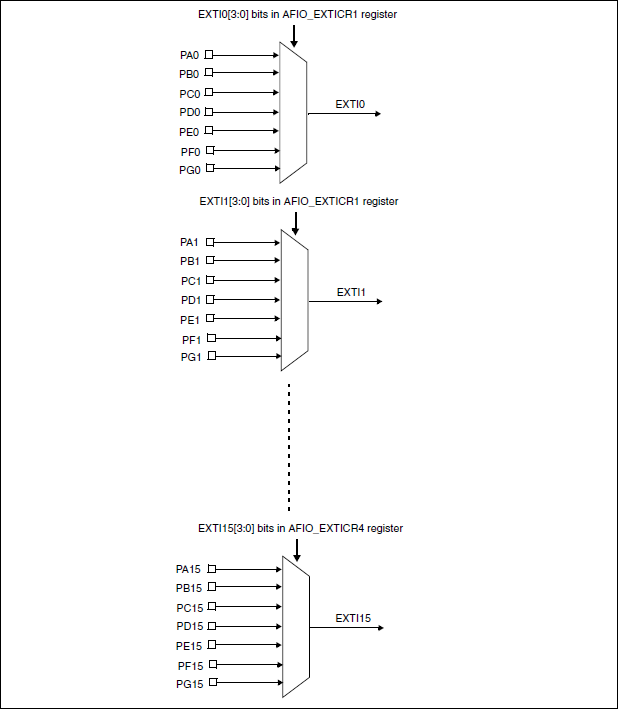 EXTI0[3:0] bits in AFIO_EXTICR1 register
PA0
PB0
PC0
PD0
PE0
PF0
PG0
EXTI0
EXTI1[3:0] bits in AFIO_EXTICR1 register
PA1
PB1
PC1
PD1
PE1
PF1
PG1
EXTI1
EXTI15[3:0] bits in AFIO_EXTICR4 register
PA15
PB15
PC15
PD15
PE15
PF15
PG15
EXTI15